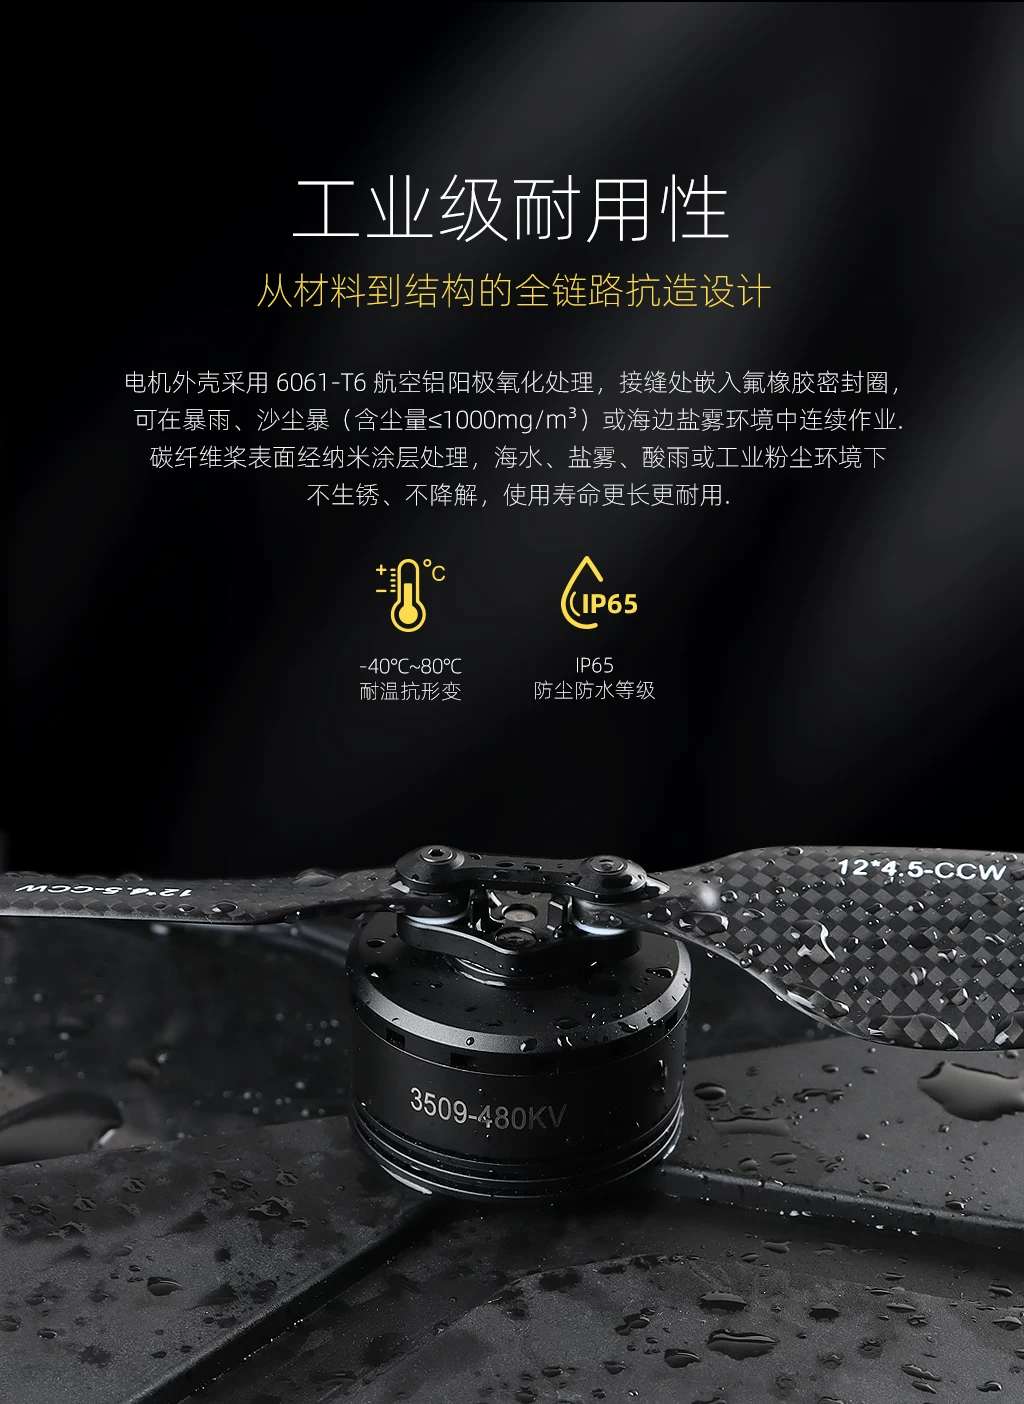 工业级耐用性
从材料到结构的全链路抗造设计
电机外壳采用 6061-T6 航空铝阳极氧化处理，接缝处嵌入氟橡胶密封圈，
可在暴雨、沙尘暴（含尘量≤1000mg/m³）或海边盐雾环境中连续作业.
碳纤维桨表面经纳米涂层处理，海水、盐雾、酸雨或工业粉尘环境下
不生锈、不降解，使用寿命更长更耐用.
+
°C
−
IP65
-40°C~80°C
耐温抗形变
IP65
防尘防水等级
12*4.5-CCW
12*4.5-CCW
3509-480KV